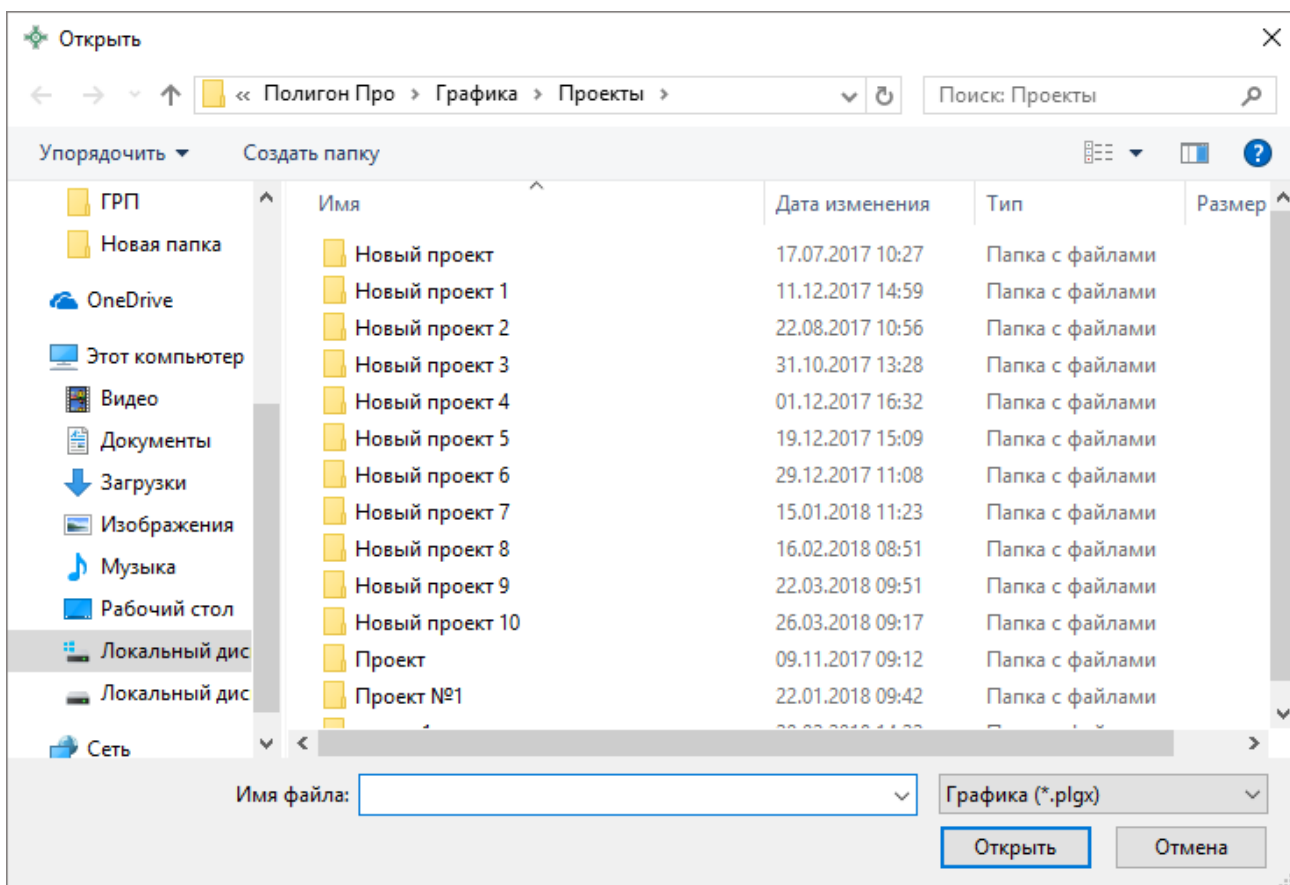 Открыть
« Полигон Про › Графика › Проекты ›
Поиск: Проекты
Упорядочить
Создать папку
ГРП
Новая папка
OneDrive
Этот компьютер
Видео
Документы
Загрузки
Изображения
Музыка
Рабочий стол
Локальный дис
Локальный дис
Сеть
Имя Дата изменения Тип Размер
Новый проект 17.07.2017 10:27 Папка с файлами
Новый проект 1 11.12.2017 14:59 Папка с файлами
Новый проект 2 22.08.2017 10:56 Папка с файлами
Новый проект 3 31.10.2017 13:28 Папка с файлами
Новый проект 4 01.12.2017 16:32 Папка с файлами
Новый проект 5 19.12.2017 15:09 Папка с файлами
Новый проект 6 29.12.2017 11:08 Папка с файлами
Новый проект 7 15.01.2018 11:23 Папка с файлами
Новый проект 8 16.02.2018 08:51 Папка с файлами
Новый проект 9 22.03.2018 09:51 Папка с файлами
Новый проект 10 26.03.2018 09:17 Папка с файлами
Проект 09.11.2017 09:12 Папка с файлами
Проект №1 22.01.2018 09:42 Папка с файлами
Имя файла:
Графика (*.plgx)
Открыть
Отмена